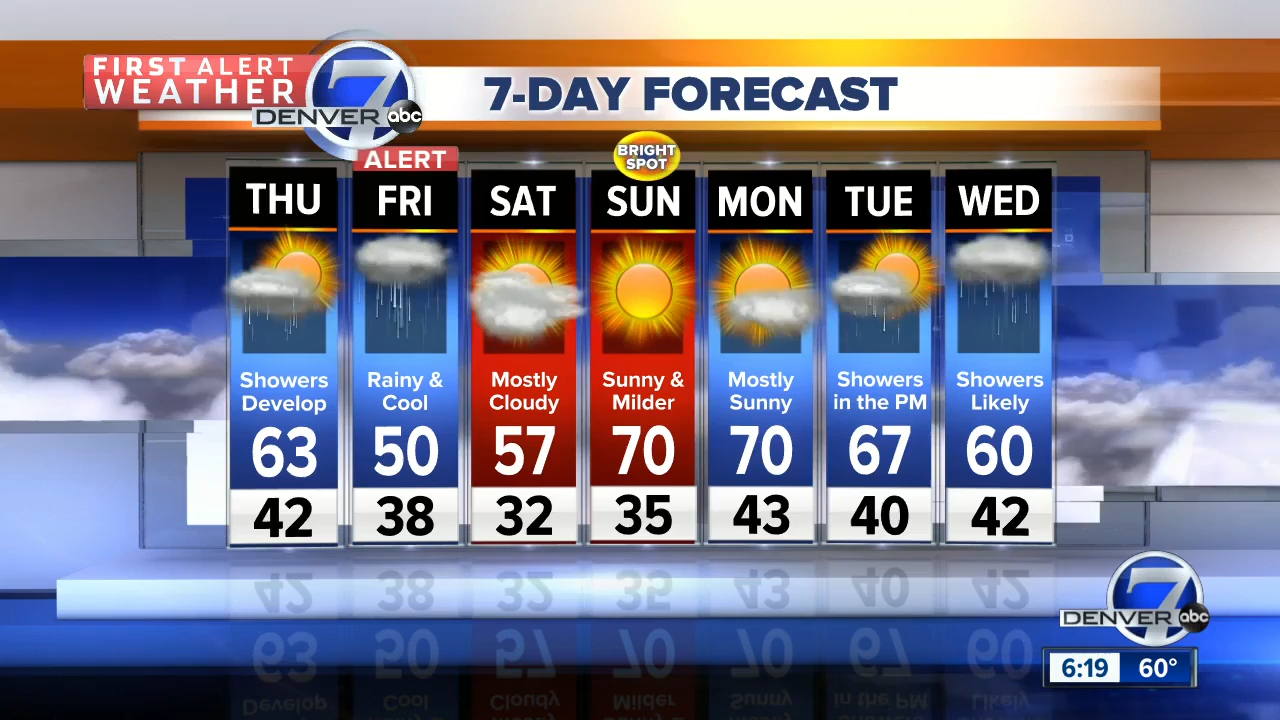 FIRST ALERT
WEATHER
7
DENVER abc
7-DAY FORECAST
ALERT
BRIGHT
SPOT
THU
FRI
SAT
SUN
MON
TUE
WED
Showers
Develop
63
42
Rainy &
Cool
50
38
Mostly
Cloudy
57
32
Sunny &
Milder
70
35
Mostly
Sunny
70
43
Showers
in the PM
67
40
Showers
Likely
60
42
7
DENVER abc
6:19 60°